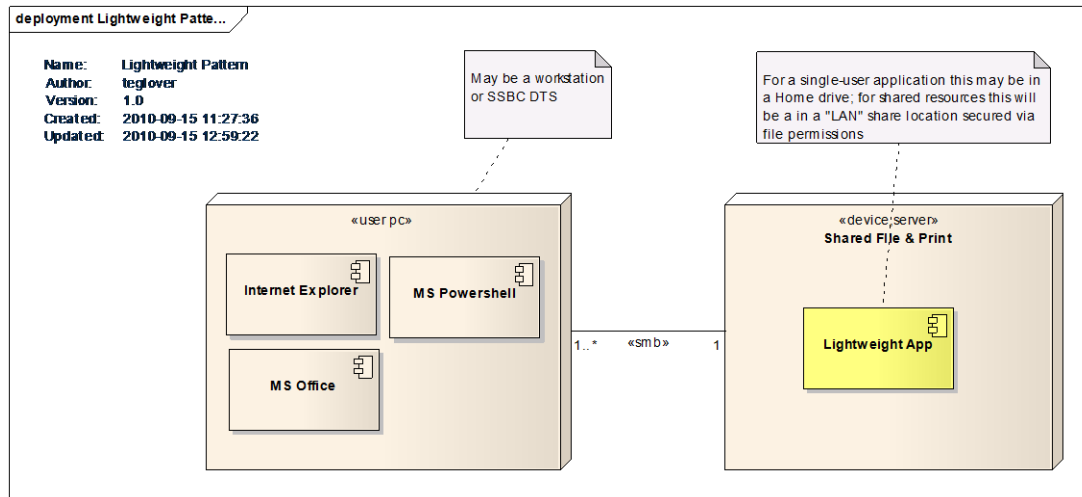 deployment Lightweight Patte...
Name: Lightweight Pattern
Author: teglover
Version: 1.0
Created: 2010-09-15 11:27:36
Updated: 2010-09-15 12:59:22
May be a workstation
or SSBC DTS
For a single-user application this may be in
a Home drive; for shared resources this will
be a in a "LAN" share location secured via
file permissions
«user pc»
Internet Explorer
MS Powershell
MS Office
1..*
«smb»
1
«device server»
Shared File & Print
Lightweight App